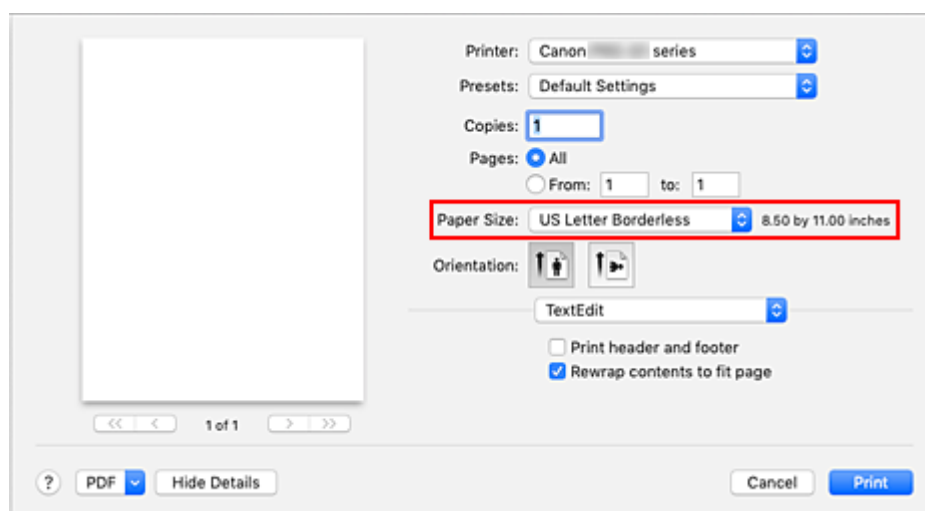 Printer: Canon series
Presets: Default Settings
Copies: 1
Pages: All
From: 1 to: 1
Paper Size: US Letter Borderless 8.50 by 11.00 inches
Orientation:
TextEdit
Print header and footer
Rewrap contents to fit page
<< < 1 of 1 > >>
? PDF Hide Details Cancel Print